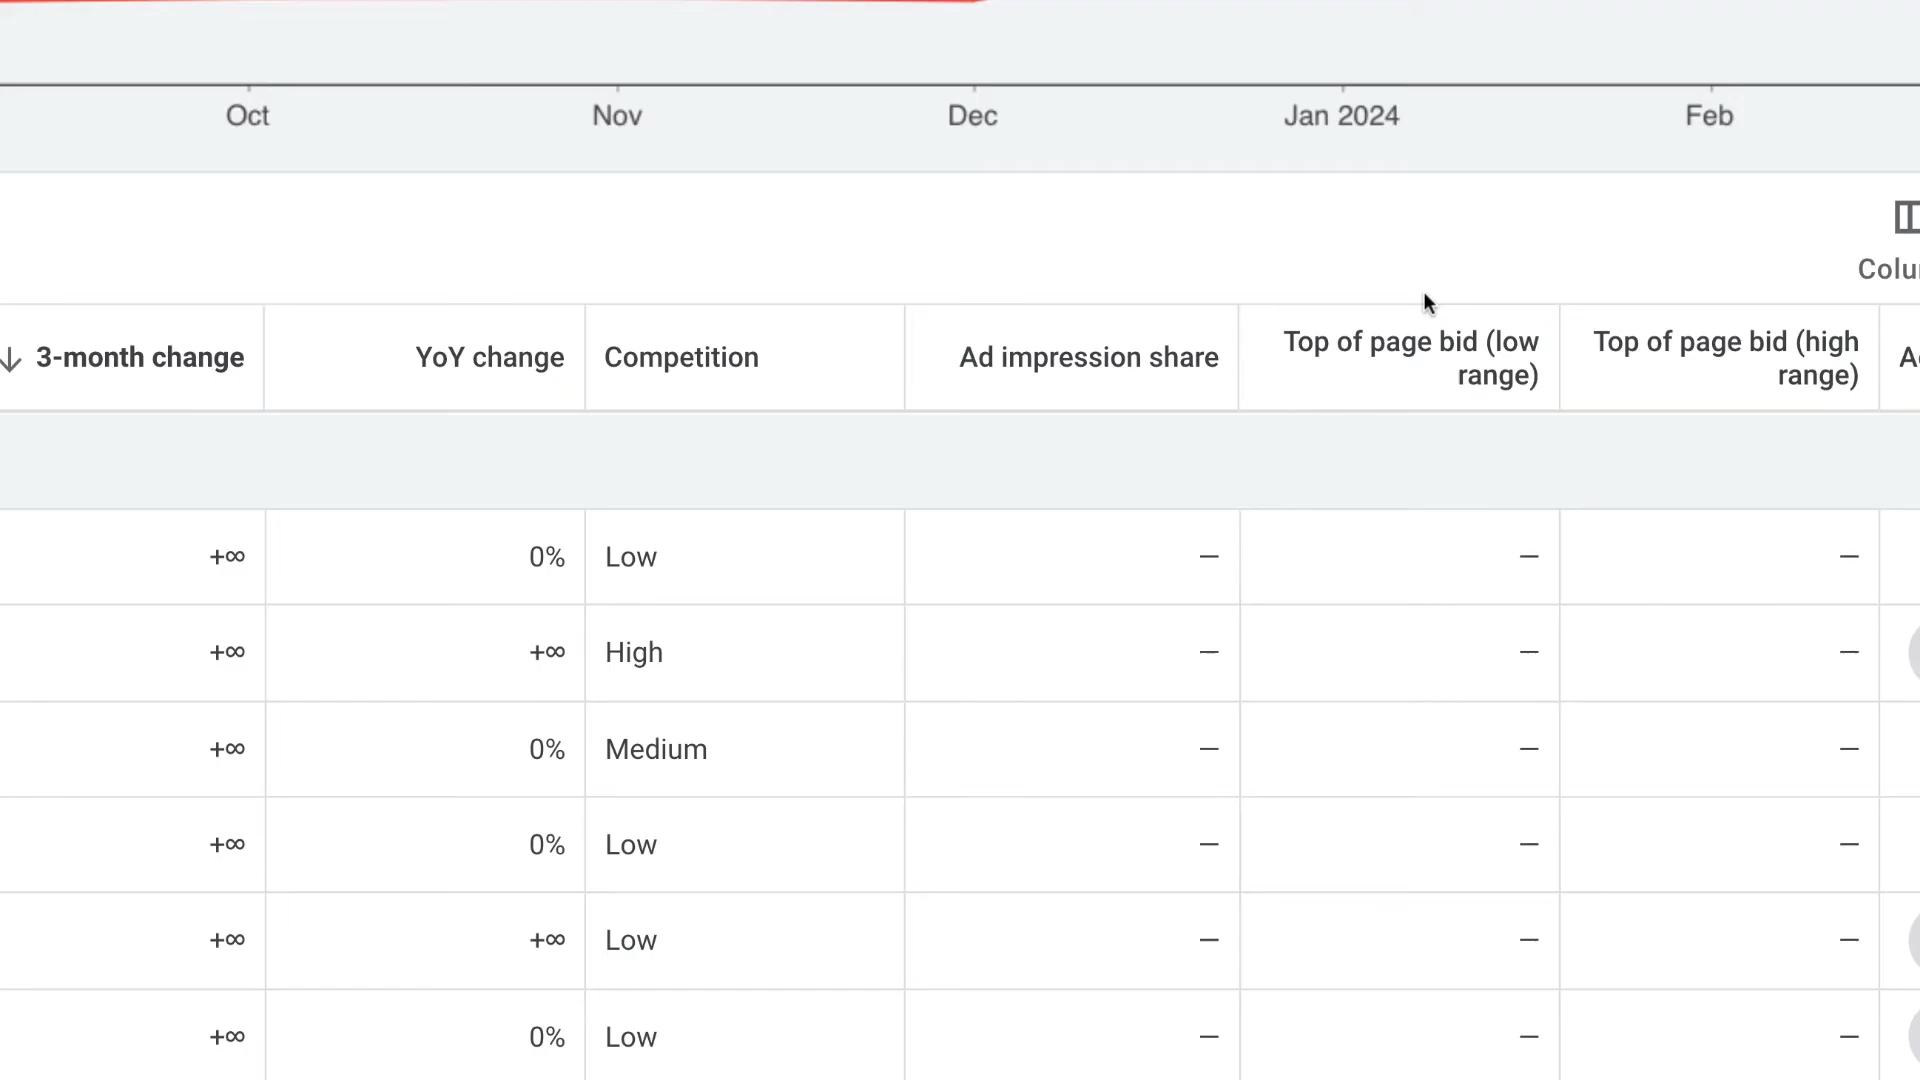 Oct Nov Dec Jan 2024 Feb
3-month change YoY change Competition Ad impression share Top of page bid (low range) Top of page bid (high range)
+∞ 0% Low — — —
+∞ +∞ High — — —
+∞ 0% Medium — — —
+∞ 0% Low — — —
+∞ +∞ Low — — —
+∞ 0% Low — — —